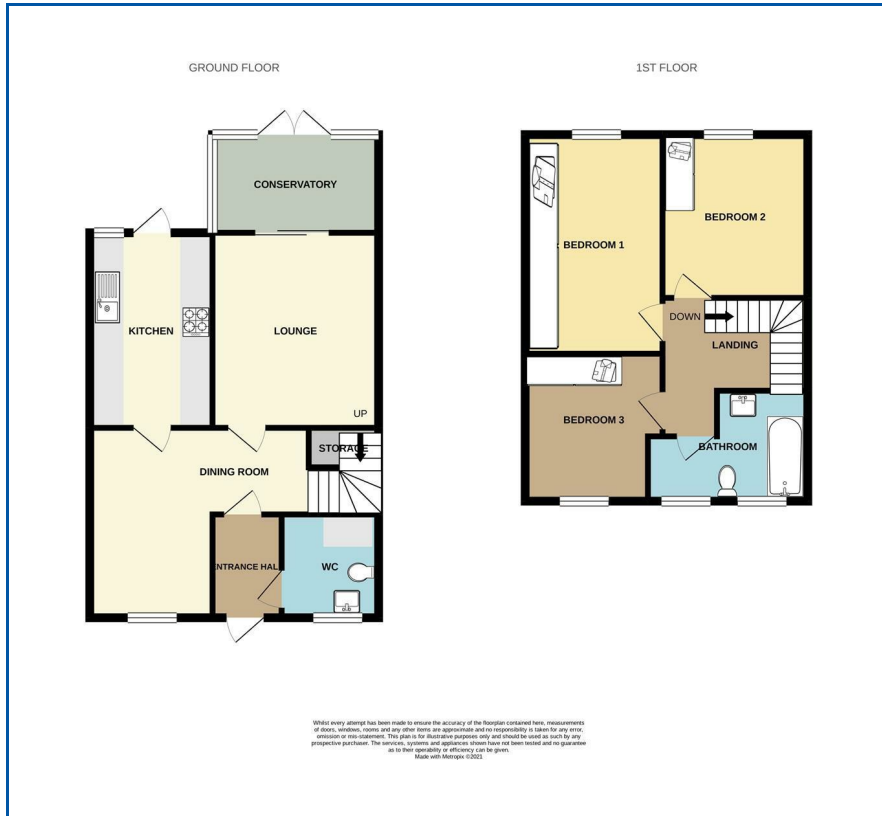 GROUND FLOOR
CONSERVATORY
KITCHEN
LOUNGE
UP
STORAGE
DINING ROOM
ENTRANCE HALL
WC
1ST FLOOR
BEDROOM 1
BEDROOM 2
DOWN
LANDING
BEDROOM 3
BATHROOM
Whilst every attempt has been made to ensure the accuracy of the floorplan contained here, measurements
of doors, windows, rooms and any other items are approximate and no responsibility is taken for any error,
omission or mis-statement. This plan is for illustrative purposes only and should be used as such by any
prospective purchaser. The services, systems and appliances shown have not been tested and no guarantee
as to their operability or efficiency can be given.
Made with Metropix ©2021